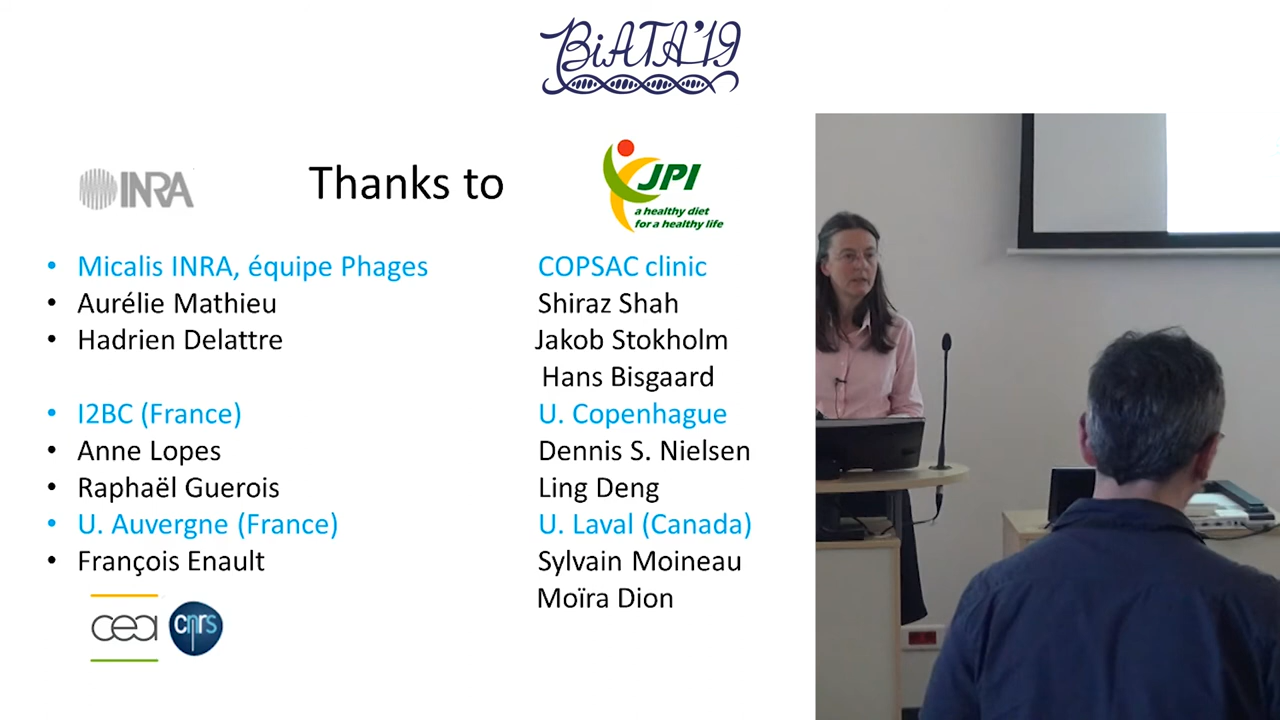 BiATA'19
INRA
Thanks to
JPI
a healthy diet
for a healthy life
• Micalis INRA, équipe Phages
• Aurélie Mathieu
• Hadrien Delattre
• I2BC (France)
• Anne Lopes
• Raphaël Guerois
• U. Auvergne (France)
• François Enault
COPSAC clinic
Shiraz Shah
Jakob Stokholm
Hans Bisgaard
U. Copenhague
Dennis S. Nielsen
Ling Deng
U. Laval (Canada)
Sylvain Moineau
Moïra Dion
cea
cnrs